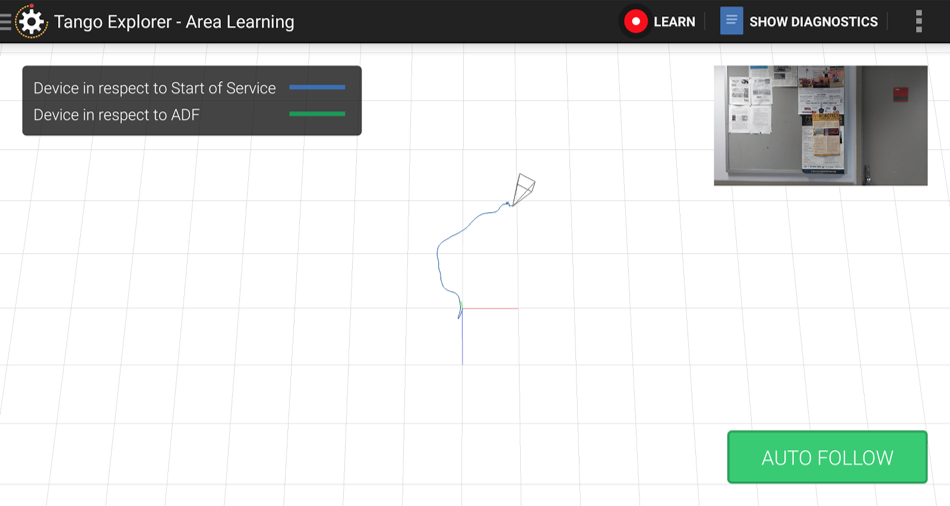 Tango Explorer - Area Learning
LEARN
SHOW DIAGNOSTICS
Device in respect to Start of Service
Device in respect to ADF
AUTO FOLLOW